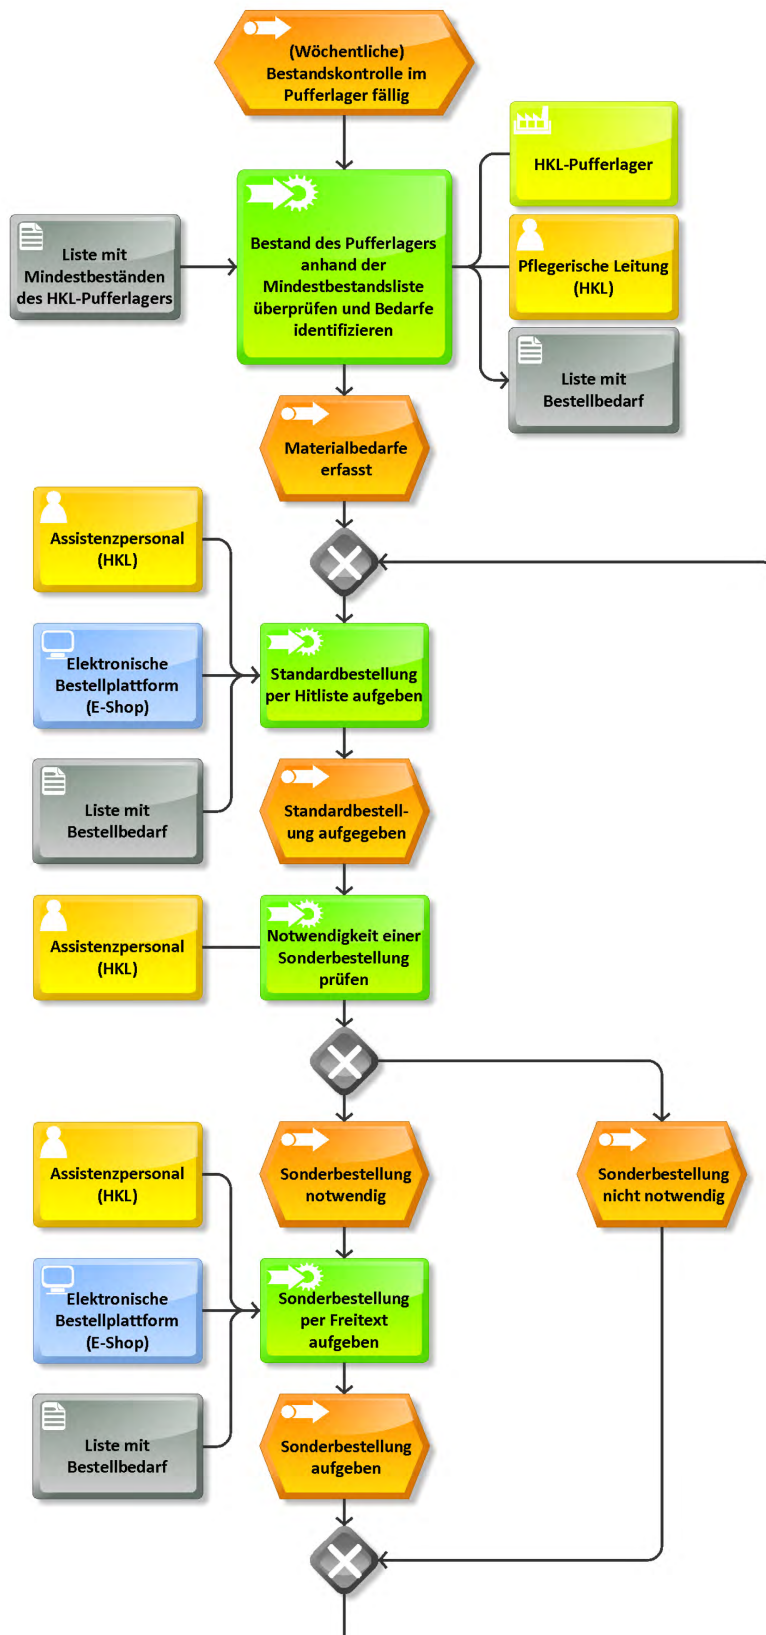 (Wöchentliche)
Bestandskontrolle im
Pufferlager fällig
HKL-Pufferlager
Liste mit
Mindestbeständen
des HKL-Pufferlagers
Bestand des Pufferlagers
anhand der
Mindestbestandsliste
überprüfen und Bedarfe
identifizieren
Pflegerische Leitung
(HKL)
Liste mit
Bestellbedarf
Materialbedarfe
erfasst
Assistenzpersonal
(HKL)
Elektronische
Bestellplattform
(E-Shop)
Standardbestellung
per Hitliste aufgeben
Liste mit
Bestellbedarf
Standardbestell-
ung aufgegeben
Assistenzpersonal
(HKL)
Notwendigkeit einer
Sonderbestellung
prüfen
Assistenzpersonal
(HKL)
Sonderbestellung
notwendig
Sonderbestellung
nicht notwendig
Elektronische
Bestellplattform
(E-Shop)
Sonderbestellung
per Freitext
aufgeben
Liste mit
Bestellbedarf
Sonderbestellung
aufgeben